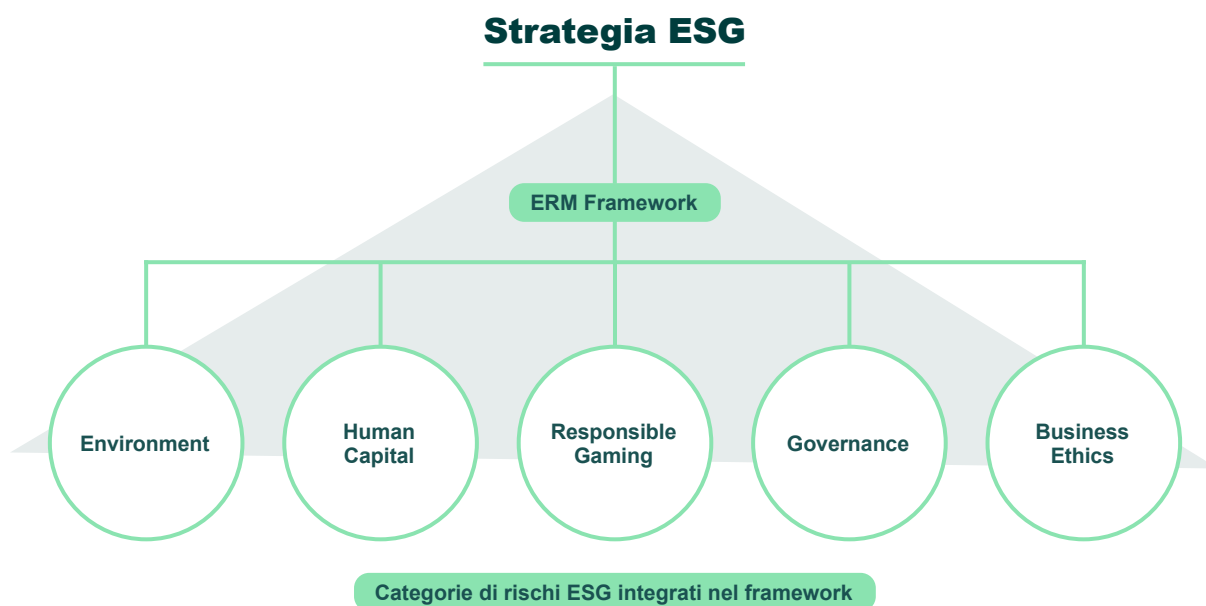 Strategia ESG
ERM Framework
Environment
Human
Capital
Responsible
Gaming
Governance
Business
Ethics
Categorie di rischi ESG integrati nel framework